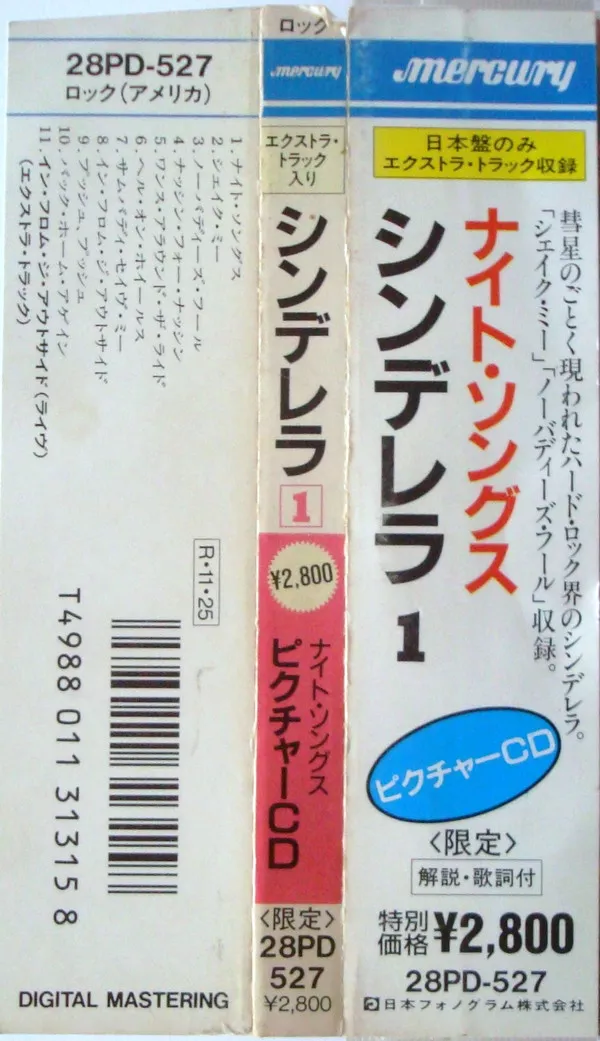 28PD-527
ロック(アメリカ)
1. ナイト・ソングス
2. シェイク・ミー
3. ノーバディーズ・フール
4. ナッシン・フォー・ナッシン
5. ワンス・アラウンド・ザ・ライド
6. ヘル・オン・ホイールス
7. サムバディ・セイヴ・ミー
8. イン・フロム・ジ・アウトサイド
9. プッシュ、プッシュ
10. バック・ホーム・アゲイン
11. イン・フロム・ジ・アウトサイド(ライヴ)
(エクストラ・トラック)
R・11・25
T4988 011 31315 8
DIGITAL MASTERING
ロック
mercury
エクストラ・
トラック
入り
シンデレラ
1
¥2,800
ナイト・ソングス
ピクチャーCD
〈限定〉
28PD
527
¥2,800
mercury
日本盤のみ
エクストラ・トラック収録
彗星のごとく現われたハード・ロック界のシンデレラ。
「シェイク・ミー」「ノーバディーズ・フール」収録。
ナイト・ソングス
シンデレラ 1
ピクチャーCD
〈限定〉
解説・歌詞付
特別
価格
¥2,800
28PD-527
日本フォノグラム株式会社